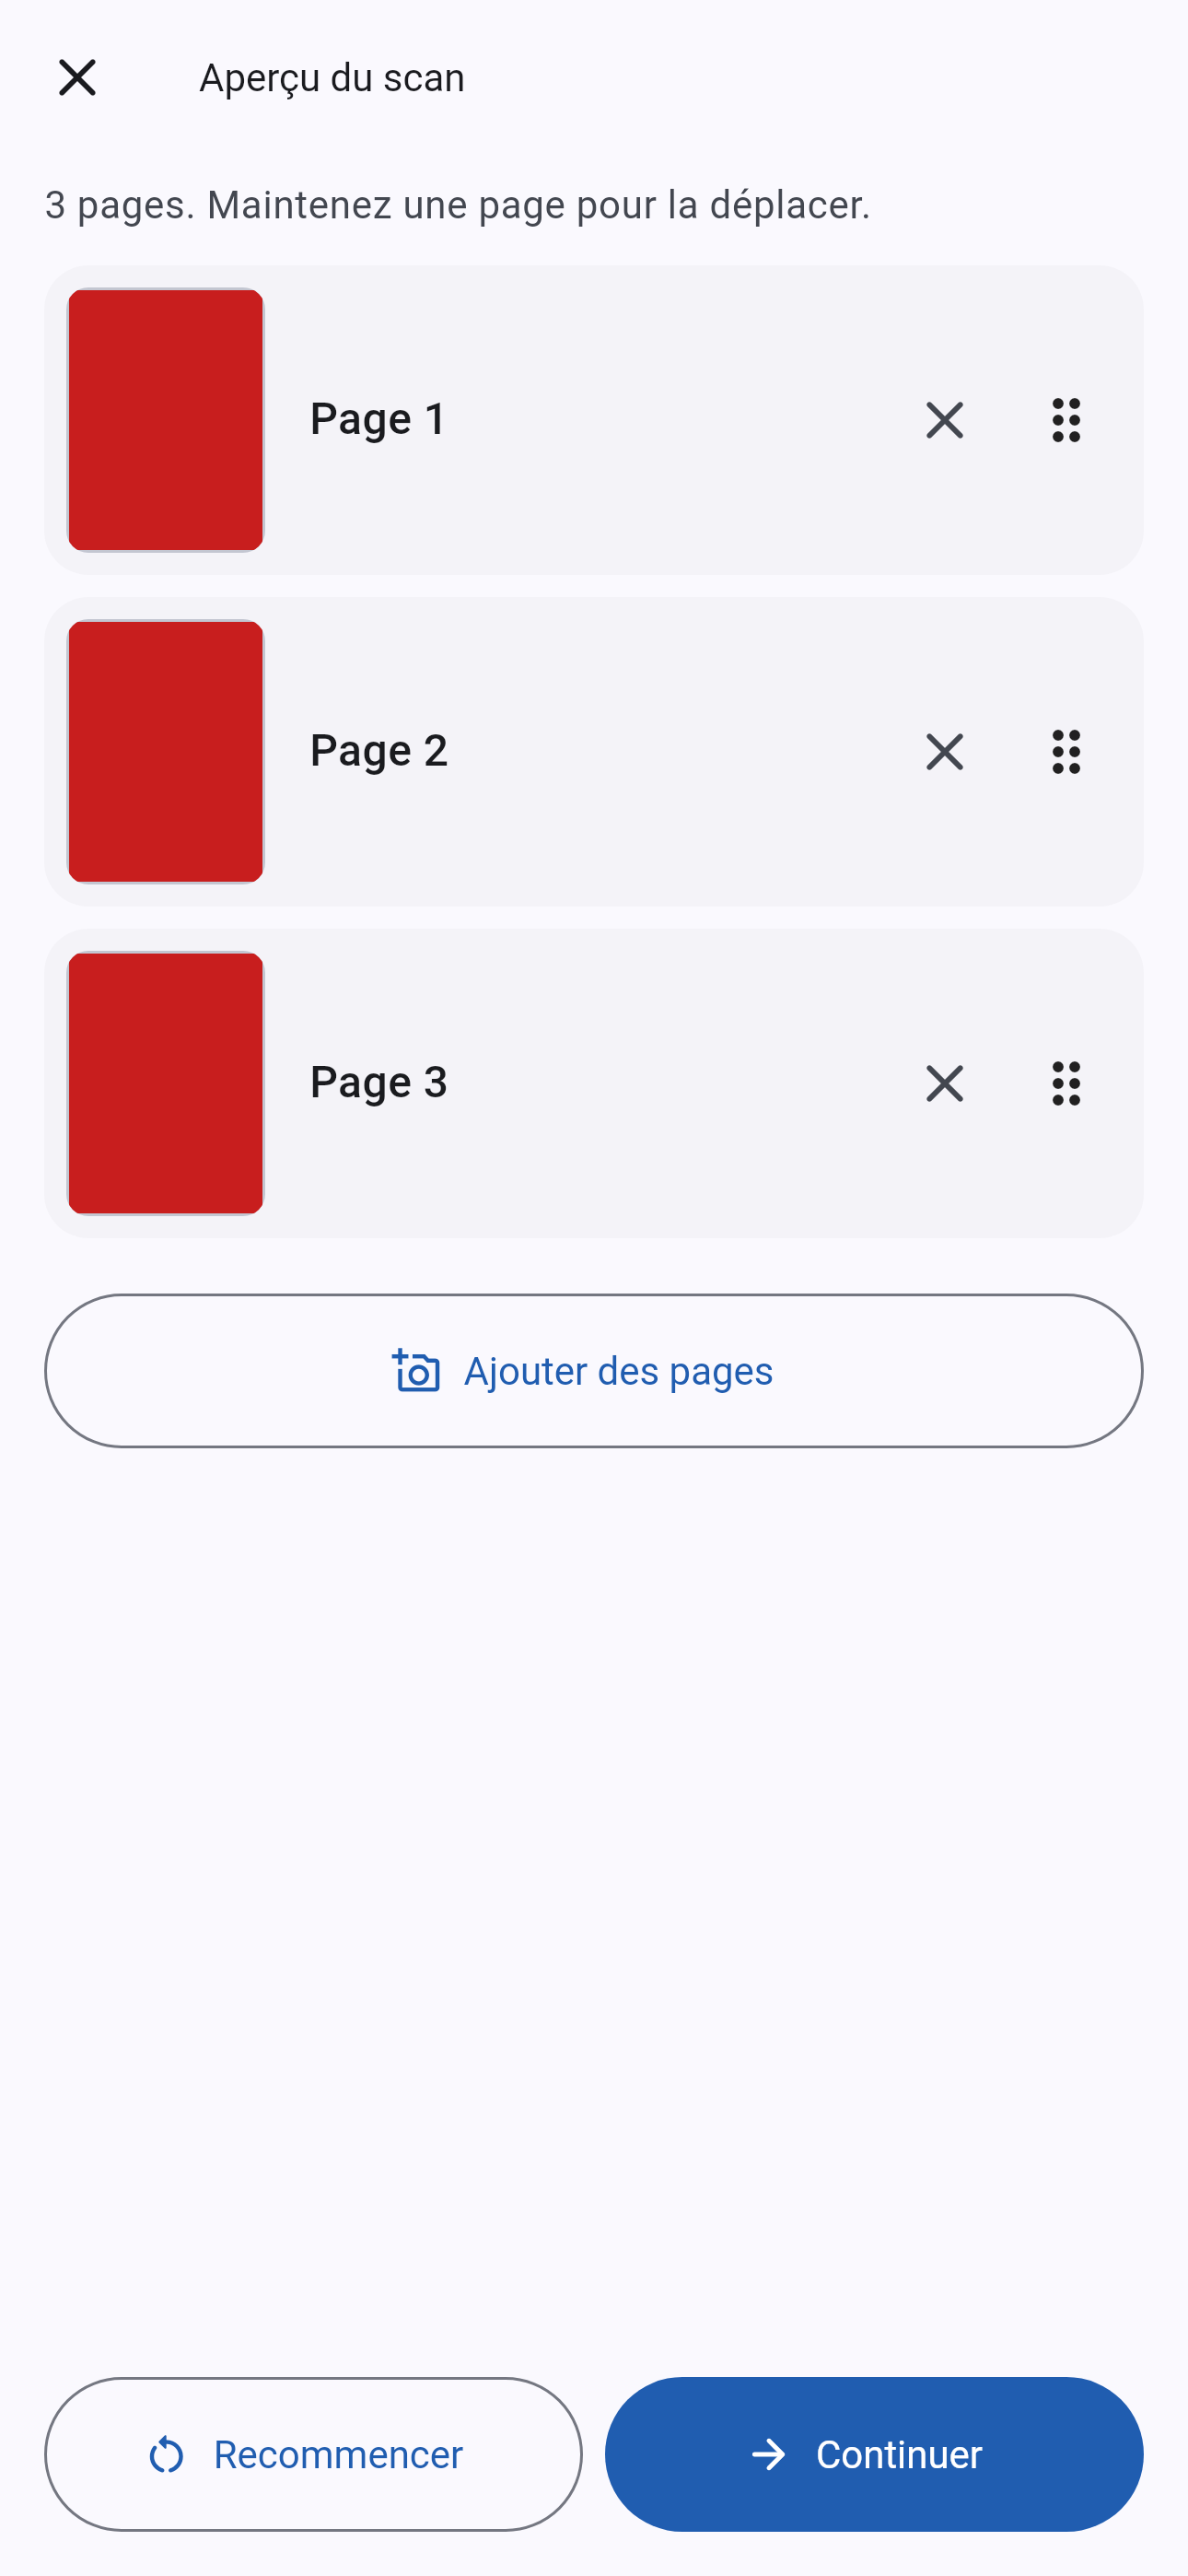 Aperçu du scan
3 pages. Maintenez une page pour la déplacer.
Page 1
Page 2
Page 3
Ajouter des pages
Recommencer
Continuer